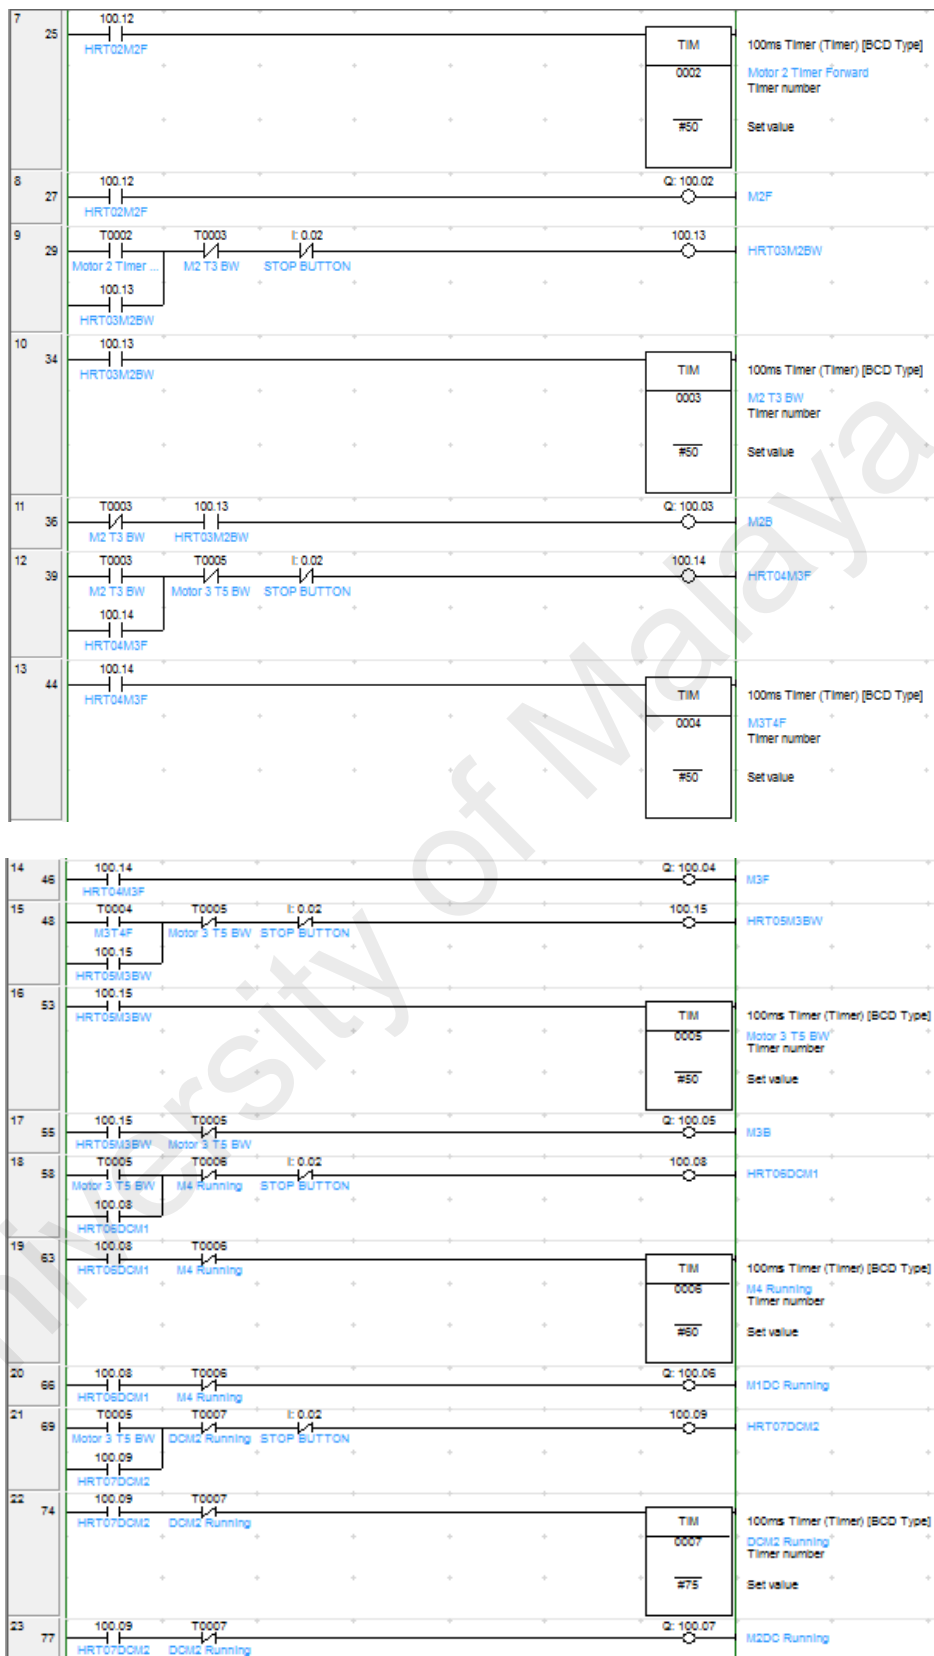 7
100.12
25
HRT02M2F
TIM
100ms Timer (Timer) [BCD Type]
0002
Motor 2 Timer Forward
Timer number
#50
Set value
8
100.12
Q: 100.02
27
M2F
HRT02M2F
9
T0002
T0003
I: 0.02
100.13
29
HRT03M2BW
Motor 2 Timer ...
M2 T3 BW
STOP BUTTON
100.13
HRT03M2BW
10
100.13
34
HRT03M2BW
TIM
100ms Timer (Timer) [BCD Type]
0003
M2 T3 BW
Timer number
#50
Set value
11
T0003
100.13
Q: 100.03
36
M2B
M2 T3 BW
HRT03M2BW
12
T0003
T0005
I: 0.02
100.14
39
HRT04M3F
M2 T3 BW
Motor 3 T5 BW
STOP BUTTON
100.14
HRT04M3F
13
100.14
44
HRT04M3F
TIM
100ms Timer (Timer) [BCD Type]
0004
M3T4F
Timer number
#50
Set value
14
100.14
Q: 100.04
46
M3F
HRT04M3F
15
T0004
T0005
I: 0.02
100.15
48
HRT05M3BW
M3T4F
Motor 3 T5 BW
STOP BUTTON
100.15
HRT05M3BW
16
100.15
53
HRT05M3BW
TIM
100ms Timer (Timer) [BCD Type]
0005
Motor 3 T5 BW
Timer number
#50
Set value
17
100.15
T0005
Q: 100.05
55
M3B
HRT05M3BW
Motor 3 T5 BW
18
T0005
T0006
I: 0.02
100.08
58
HRT06DCM1
Motor 3 T5 BW
M4 Running
STOP BUTTON
100.08
HRT06DCM1
19
100.08
T0006
63
HRT06DCM1
M4 Running
TIM
100ms Timer (Timer) [BCD Type]
0006
M4 Running
Timer number
#60
Set value
20
100.08
T0006
Q: 100.06
66
M1DC Running
HRT06DCM1
M4 Running
21
T0005
T0007
I: 0.02
100.09
69
HRT07DCM2
Motor 3 T5 BW
DCM2 Running
STOP BUTTON
100.09
HRT07DCM2
22
100.09
T0007
74
HRT07DCM2
DCM2 Running
TIM
100ms Timer (Timer) [BCD Type]
0007
DCM2 Running
Timer number
#75
Set value
23
100.09
T0007
Q: 100.07
77
M2DC Running
HRT07DCM2
DCM2 Running
University of Malaya